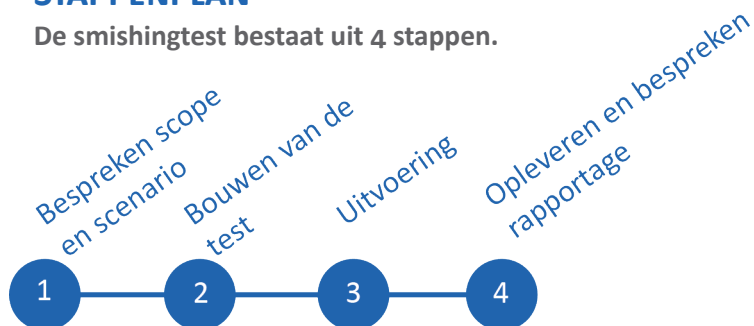 STAPPENPLAN
De smishingtest bestaat uit 4 stappen.
Bespreken scope
en scenario
Bouwen van de
test
Uitvoering
Opleveren en bespreken
rapportage
1
2
3
4